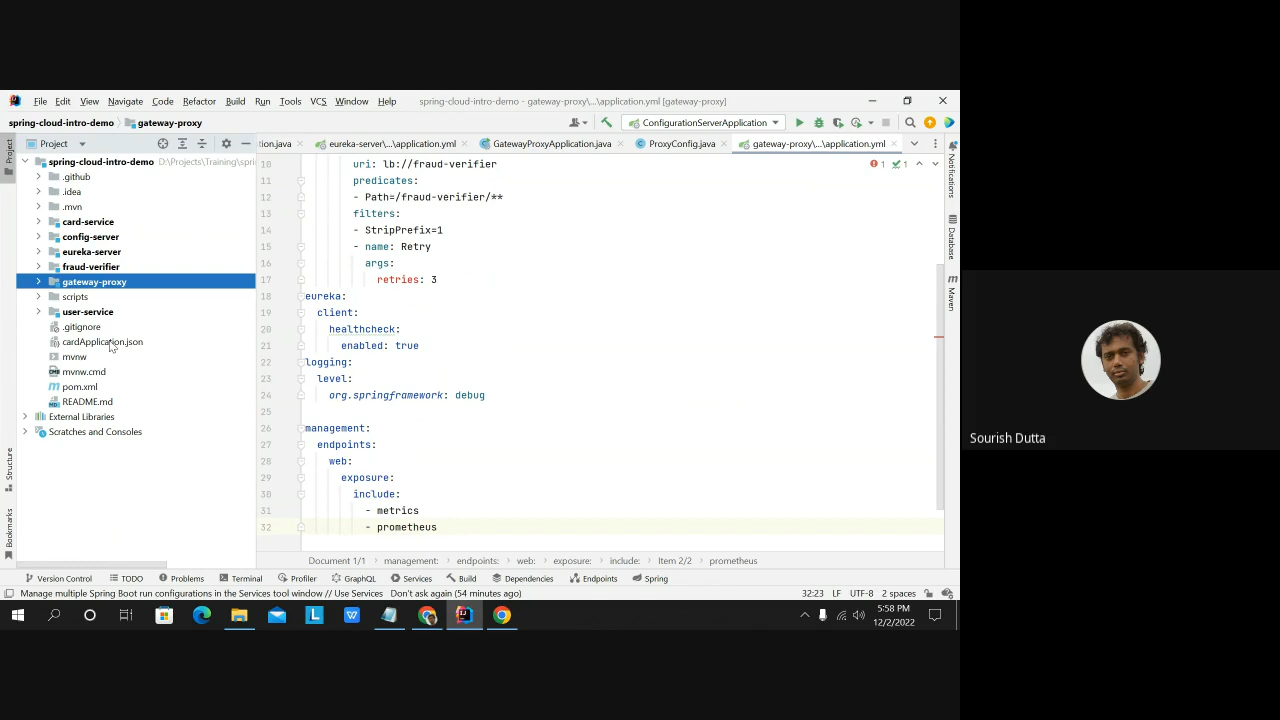 File Edit View Navigate Code Refactor Build Run Tools VCS Window Help spring-cloud-intro-demo - gateway-proxy\...\application.yml [gateway-proxy]
spring-cloud-intro-demo gateway-proxy ConfigurationServerApplication
Project
tion.java eureka-server\...\application.yml GatewayProxyApplication.java ProxyConfig.java gateway-proxy\...\application.yml
Project
Structure
Bookmarks
spring-cloud-intro-demo D:\Projects\Training\spri
.github
.idea
.mvn
card-service
config-server
eureka-server
fraud-verifier
gateway-proxy
scripts
user-service
.gitignore
cardApplication.json
mvnw
mvnw.cmd
pom.xml
README.md
External Libraries
Scratches and Consoles
10 uri: lb://fraud-verifier
11 predicates:
12 - Path=/fraud-verifier/**
13 filters:
14 - StripPrefix=1
15 - name: Retry
16 args:
17 retries: 3
18 eureka:
19 client:
20 healthcheck:
21 enabled: true
22 logging:
23 level:
24 org.springframework: debug
25
26 management:
27 endpoints:
28 web:
29 exposure:
30 include:
31 - metrics
32 - prometheus
1 1
Notifications
Database
Maven
Document 1/1 management: endpoints: web: exposure: include: Item 2/2 prometheus
Version Control TODO Problems Terminal Profiler GraphQL Services Build Dependencies Endpoints Spring
Manage multiple Spring Boot run configurations in the Services tool window // Use Services Don't ask again (54 minutes ago) 32:23 LF UTF-8 2 spaces
5:58 PM
12/2/2022
Sourish Dutta